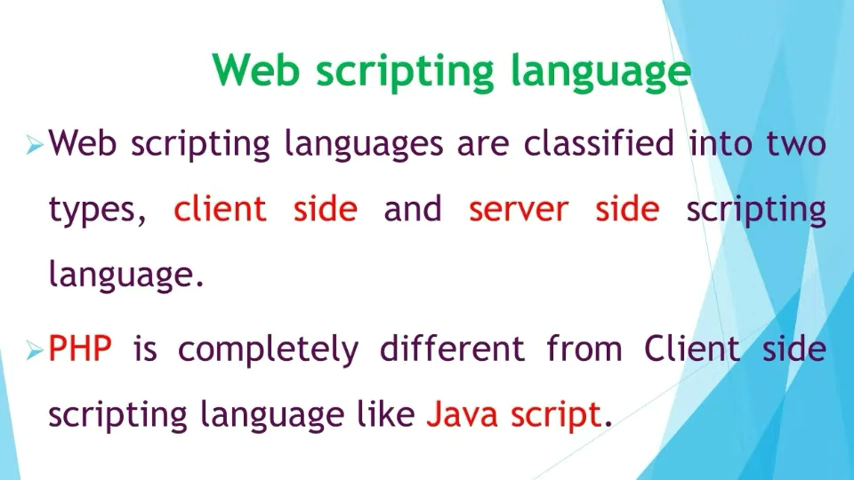 Web scripting language
➢Web scripting languages are classified into two
types, client side and server side scripting
language.
➢PHP is completely different from Client side
scripting language like Java script.